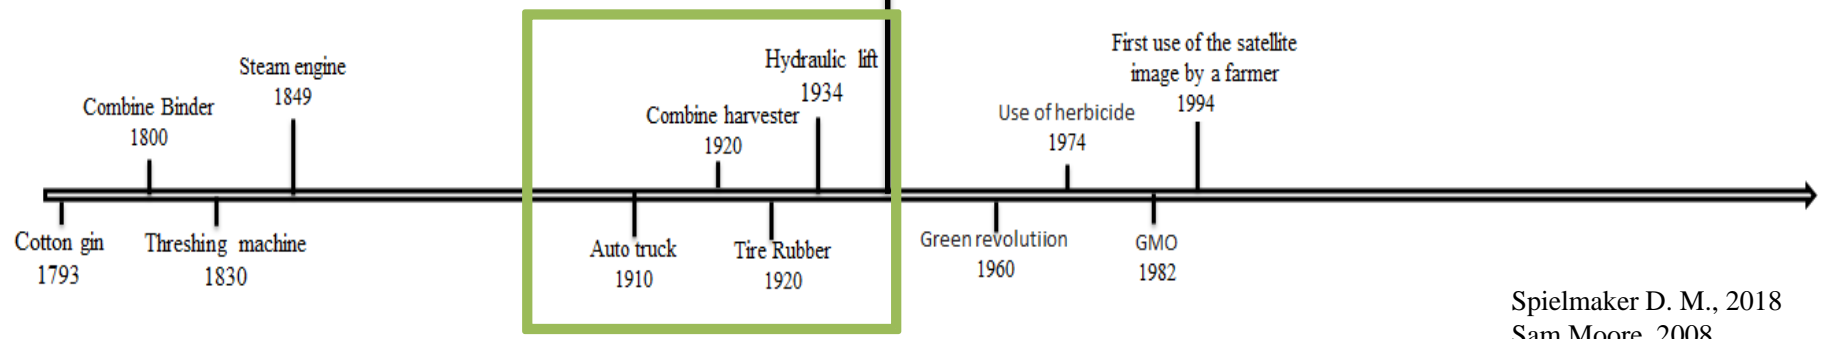 Cotton gin
1793
Combine Binder
1800
Threshing machine
1830
Steam engine
1849
Auto truck
1910
Combine harvester
1920
Tire Rubber
1920
Hydraulic lift
1934
Green revolutiion
1960
Use of herbicide
1974
GMO
1982
First use of the satellite
image by a farmer
1994
Spielmaker D. M., 2018
Sam Moore, 2008